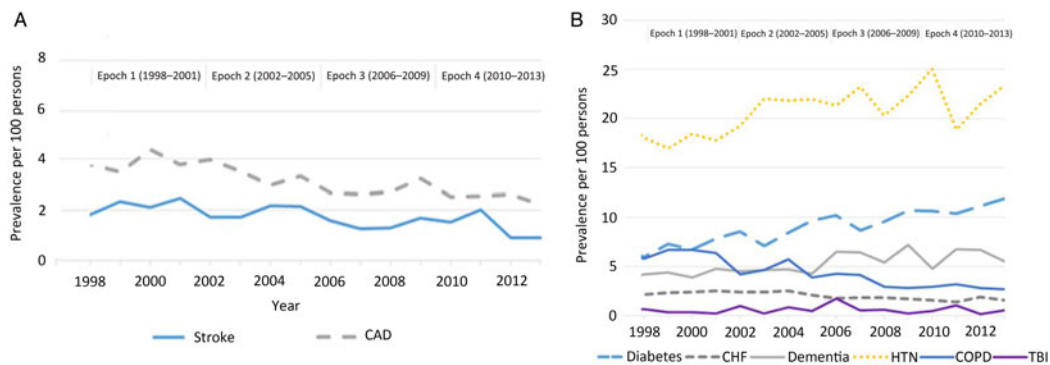 A
8
Epoch 1 (1998–2001) Epoch 2 (2002–2005) Epoch 3 (2006–2009) Epoch 4 (2010–2013)
6
4
2
0
Prevalence per 100 persons
1998 2000 2002 2004 2006 2008 2010 2012
Year
Stroke CAD
B
30
Epoch 1 (1998–2001) Epoch 2 (2002–2005) Epoch 3 (2006–2009) Epoch 4 (2010–2013)
25
20
15
10
5
0
Prevalence per 100 persons
1998 2000 2002 2004 2006 2008 2010 2012
Diabetes CHF Dementia HTN COPD TBI